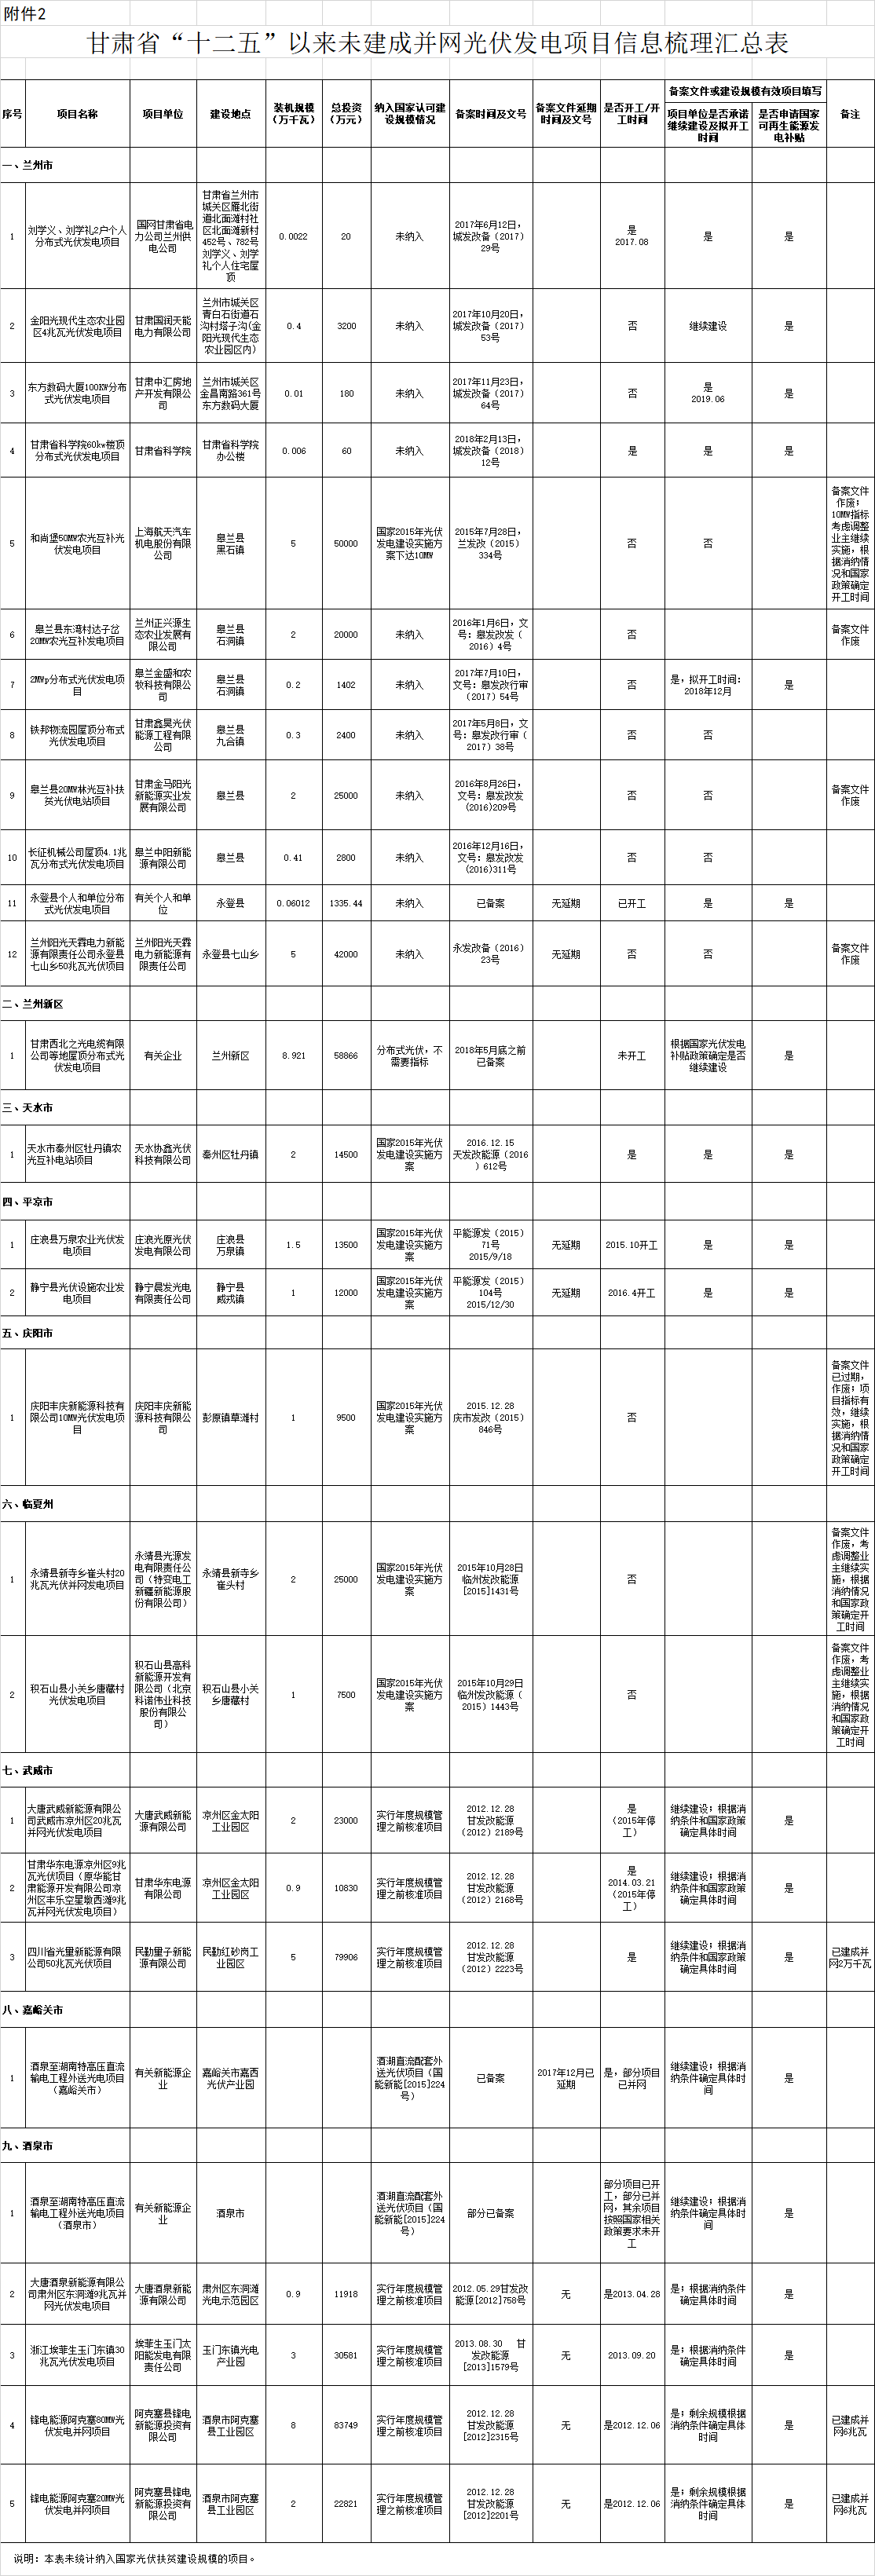 附件2
甘肃省“十二五”以来未建成并网光伏发电项目信息梳理汇总表
序号 项目名称 项目单位 建设地点 装机规模（万千瓦） 总投资（万元） 纳入国家认可建设规模情况 备案时间及文号 备案文件延期时间及文号 是否开工/开工时间 备案文件或建设规模有效项目填写 备注
项目单位是否承诺继续建设及拟开工时间 是否申请国家可再生能源发电补贴
一、兰州市
1 刘学义、刘学礼2户个人分布式光伏发电项目 国网甘肃省电力公司兰州供电公司 甘肃省兰州市城关区雁北街道北面滩村社区北面滩新村452号、782号刘学义、刘学礼个人住宅屋顶 0.0022 20 未纳入 2017年6月12日，城发改备（2017）29号 是 2017.08 是 是
2 金阳光现代生态农业园区4兆瓦光伏发电项目 甘肃国润天能电力有限公司 兰州市城关区青白石街道石沟村塔子沟(金阳光现代生态农业园区内) 0.4 3200 未纳入 2017年10月20日，城发改备（2017）53号 否 继续建设 是
3 东方数码大厦100KW分布式光伏发电项目 甘肃中汇房地产开发有限公司 兰州市城关区金昌南路361号东方数码大厦 0.01 180 未纳入 2017年11月23日，城发改备（2017）64号 否 是 2019.06 是
4 甘肃省科学院60kw楼顶分布式光伏发电项目 甘肃省科学院 甘肃省科学院办公楼 0.006 60 未纳入 2018年2月13日，城发改备（2018）12号 是 是 是
5 和尚堡50MW农光互补光伏发电项目 上海航天汽车机电股份有限公司 皋兰县黑石镇 5 50000 国家2015年光伏发电建设实施方案下达10MW 2015年7月28日，兰发改（2015）334号 否 否 备案文件作废；10MW指标考虑调整业主继续实施，根据消纳情况和国家政策确定开工时间
6 皋兰县东湾村达子岔20MW农光互补发电项目 兰州正兴源生态农业发展有限公司 皋兰县石洞镇 2 20000 未纳入 2016年1月6日，文号：皋发改发（2016）4号 否 备案文件作废
7 2MWp分布式光伏发电项目 皋兰金盛和农牧科技有限公司 皋兰县石洞镇 0.2 1402 未纳入 2017年7月10日，文号：皋发改行审（2017）54号 否 是，拟开工时间：2018年12月 是
8 铁邦物流园屋顶分布式光伏发电项目 甘肃鑫昊光伏能源工程有限公司 皋兰县九合镇 0.3 2400 未纳入 2017年5月8日，文号：皋发改行审（2017）38号 否 否
9 皋兰县20MW林光互补扶贫光伏电站项目 甘肃金马阳光新能源实业发展有限公司 皋兰县 2 25000 未纳入 2016年8月26日，文号：皋发改发(2016)209号 否 否 备案文件作废
10 长征机械公司屋顶4.1兆瓦分布式光伏发电项目 皋兰中阳新能源有限公司 皋兰县 0.41 2800 未纳入 2016年12月16日，文号：皋发改发(2016)311号 否 否
11 永登县个人和单位分布式光伏发电项目 有关个人和单位 永登县 0.06012 1335.44 未纳入 已备案 无延期 已开工 是 是
12 兰州阳光天霖电力新能源有限责任公司永登县七山乡50兆瓦光伏项目 兰州阳光天霖电力新能源有限责任公司 永登县七山乡 5 42000 未纳入 永发改备（2016）23号 无延期 否 否 备案文件作废
二、兰州新区
1 甘肃西北之光电缆有限公司等地屋顶分布式光伏发电项目 有关企业 兰州新区 8.921 58866 分布式光伏，不需要指标 2018年5月底之前已备案 未开工 根据国家光伏发电补贴政策确定是否继续建设 是
三、天水市
1 天水市秦州区牡丹镇农光互补电站项目 天水协鑫光伏科技有限公司 秦州区牡丹镇 2 14500 国家2015年光伏发电建设实施方案 2016.12.15 天发改能源（2016）612号 是 是 是
四、平凉市
1 庄浪县万泉农业光伏发电项目 庄浪光原光伏发电有限公司 庄浪县万泉镇 1.5 13500 国家2015年光伏发电建设实施方案 平能源发（2015）71号 2015/9/18 无延期 2015.10开工 是 是
2 静宁县光伏设施农业发电项目 静宁晨发光电有限责任公司 静宁县威戎镇 1 12000 国家2015年光伏发电建设实施方案 平能源发（2015）104号 2015/12/30 无延期 2016.4开工 是 是
五、庆阳市
1 庆阳丰庆新能源科技有限公司10MW光伏发电项目 庆阳丰庆新能源科技有限公司 彭原镇草滩村 1 9500 国家2015年光伏发电建设实施方案 2015.12.28 庆市发改（2015）846号 否 备案文件已过期，作废；项目指标有效，继续实施，根据消纳情况和国家政策确定开工时间
六、临夏州
1 永靖县新寺乡崔头村20兆瓦光伏并网发电项目 永靖县光源发电有限责任公司（特变电工新疆新能源股份有限公司） 永靖县新寺乡崔头村 2 25000 国家2015年光伏发电建设实施方案 2015年10月28日 临州发改能源[2015]1431号 否 备案文件作废，考虑调整业主继续实施，根据消纳情况和国家政策确定开工时间
2 积石山县小关乡唐藏村光伏发电项目 积石山县高科新能源开发有限公司（北京科诺伟业科技股份有限公司） 积石山县小关乡唐藏村 1 7500 国家2015年光伏发电建设实施方案 2015年10月29日 临州发改能源（2015）1443号 否 备案文件作废，考虑调整业主继续实施，根据消纳情况和国家政策确定开工时间
七、武威市
1 大唐武威新能源有限公司武威市凉州区20兆瓦并网光伏发电项目 大唐武威新能源有限公司 凉州区金太阳工业园区 2 23000 实行年度规模管理之前核准项目 2012.12.28 甘发改能源（2012）2189号 是（2015年停工） 继续建设；根据消纳条件和国家政策确定具体时间 是
2 甘肃华东电源凉州区9兆瓦光伏项目（原华能甘肃能源开发有限公司凉州区丰乐空星墩西滩9兆瓦并网光伏发电项目） 甘肃华东电源有限公司 凉州区金太阳工业园区 0.9 10830 实行年度规模管理之前核准项目 2012.12.28 甘发改能源（2012）2168号 是 2014.03.21（2015年停工） 继续建设；根据消纳条件和国家政策确定具体时间 是
3 四川省光量新能源有限公司50兆瓦光伏项目 民勤量子新能源有限公司 民勤红砂岗工业园区 5 79906 实行年度规模管理之前核准项目 2012.12.28 甘发改能源（2012）2223号 是 继续建设；根据消纳条件和国家政策确定具体时间 是 已建成并网2万千瓦
八、嘉峪关市
1 酒泉至湖南特高压直流输电工程外送光电项目（嘉峪关市） 有关新能源企业 嘉峪关市嘉西光伏产业园 酒湖直流配套外送光伏项目（国能新能[2015]224号） 已备案 2017年12月已延期 是，部分项目已并网 继续建设；根据消纳条件确定具体时间 是
九、酒泉市
1 酒泉至湖南特高压直流输电工程外送光电项目（酒泉市） 有关新能源企业 酒泉市 酒湖直流配套外送光伏项目（国能新能[2015]224号） 部分已备案 部分项目已开工，部分已并网，其余项目按照国家相关政策要求未开工 继续建设；根据消纳条件确定具体时间 是
2 大唐酒泉新能源有限公司肃州区东洞滩9兆瓦并网光伏发电项目 大唐酒泉新能源有限公司 肃州区东洞滩光电示范园区 0.9 11918 实行年度规模管理之前核准项目 2012.05.29甘发改能源[2012]758号 无 是2013.04.28 是；根据消纳条件确定具体时间 是
3 浙江埃菲生玉门东镇30兆瓦光伏发电项目 埃菲生玉门太阳能发电有限责任公司 玉门东镇光电产业园 3 30581 实行年度规模管理之前核准项目 2013.08.30 甘发改能源[2013]1579号 无 2013.09.20 是；根据消纳条件确定具体时间 是
4 锋电能源阿克塞80MW光伏发电并网项目 阿克塞县锋电新能源投资有限公司 酒泉市阿克塞县工业园区 8 83749 实行年度规模管理之前核准项目 2012.12.28 甘发改能源[2012]2315号 无 是2012.12.06 是；剩余规模根据消纳条件确定具体时间 是 已建成并网6兆瓦
5 锋电能源阿克塞20MW光伏发电并网项目 阿克塞县锋电新能源投资有限公司 酒泉市阿克塞县工业园区 2 22821 实行年度规模管理之前核准项目 2012.12.28 甘发改能源[2012]2201号 无 是2012.12.06 是；剩余规模根据消纳条件确定具体时间 是 已建成并网6兆瓦
说明：本表未统计纳入国家光伏扶贫建设规模的项目。